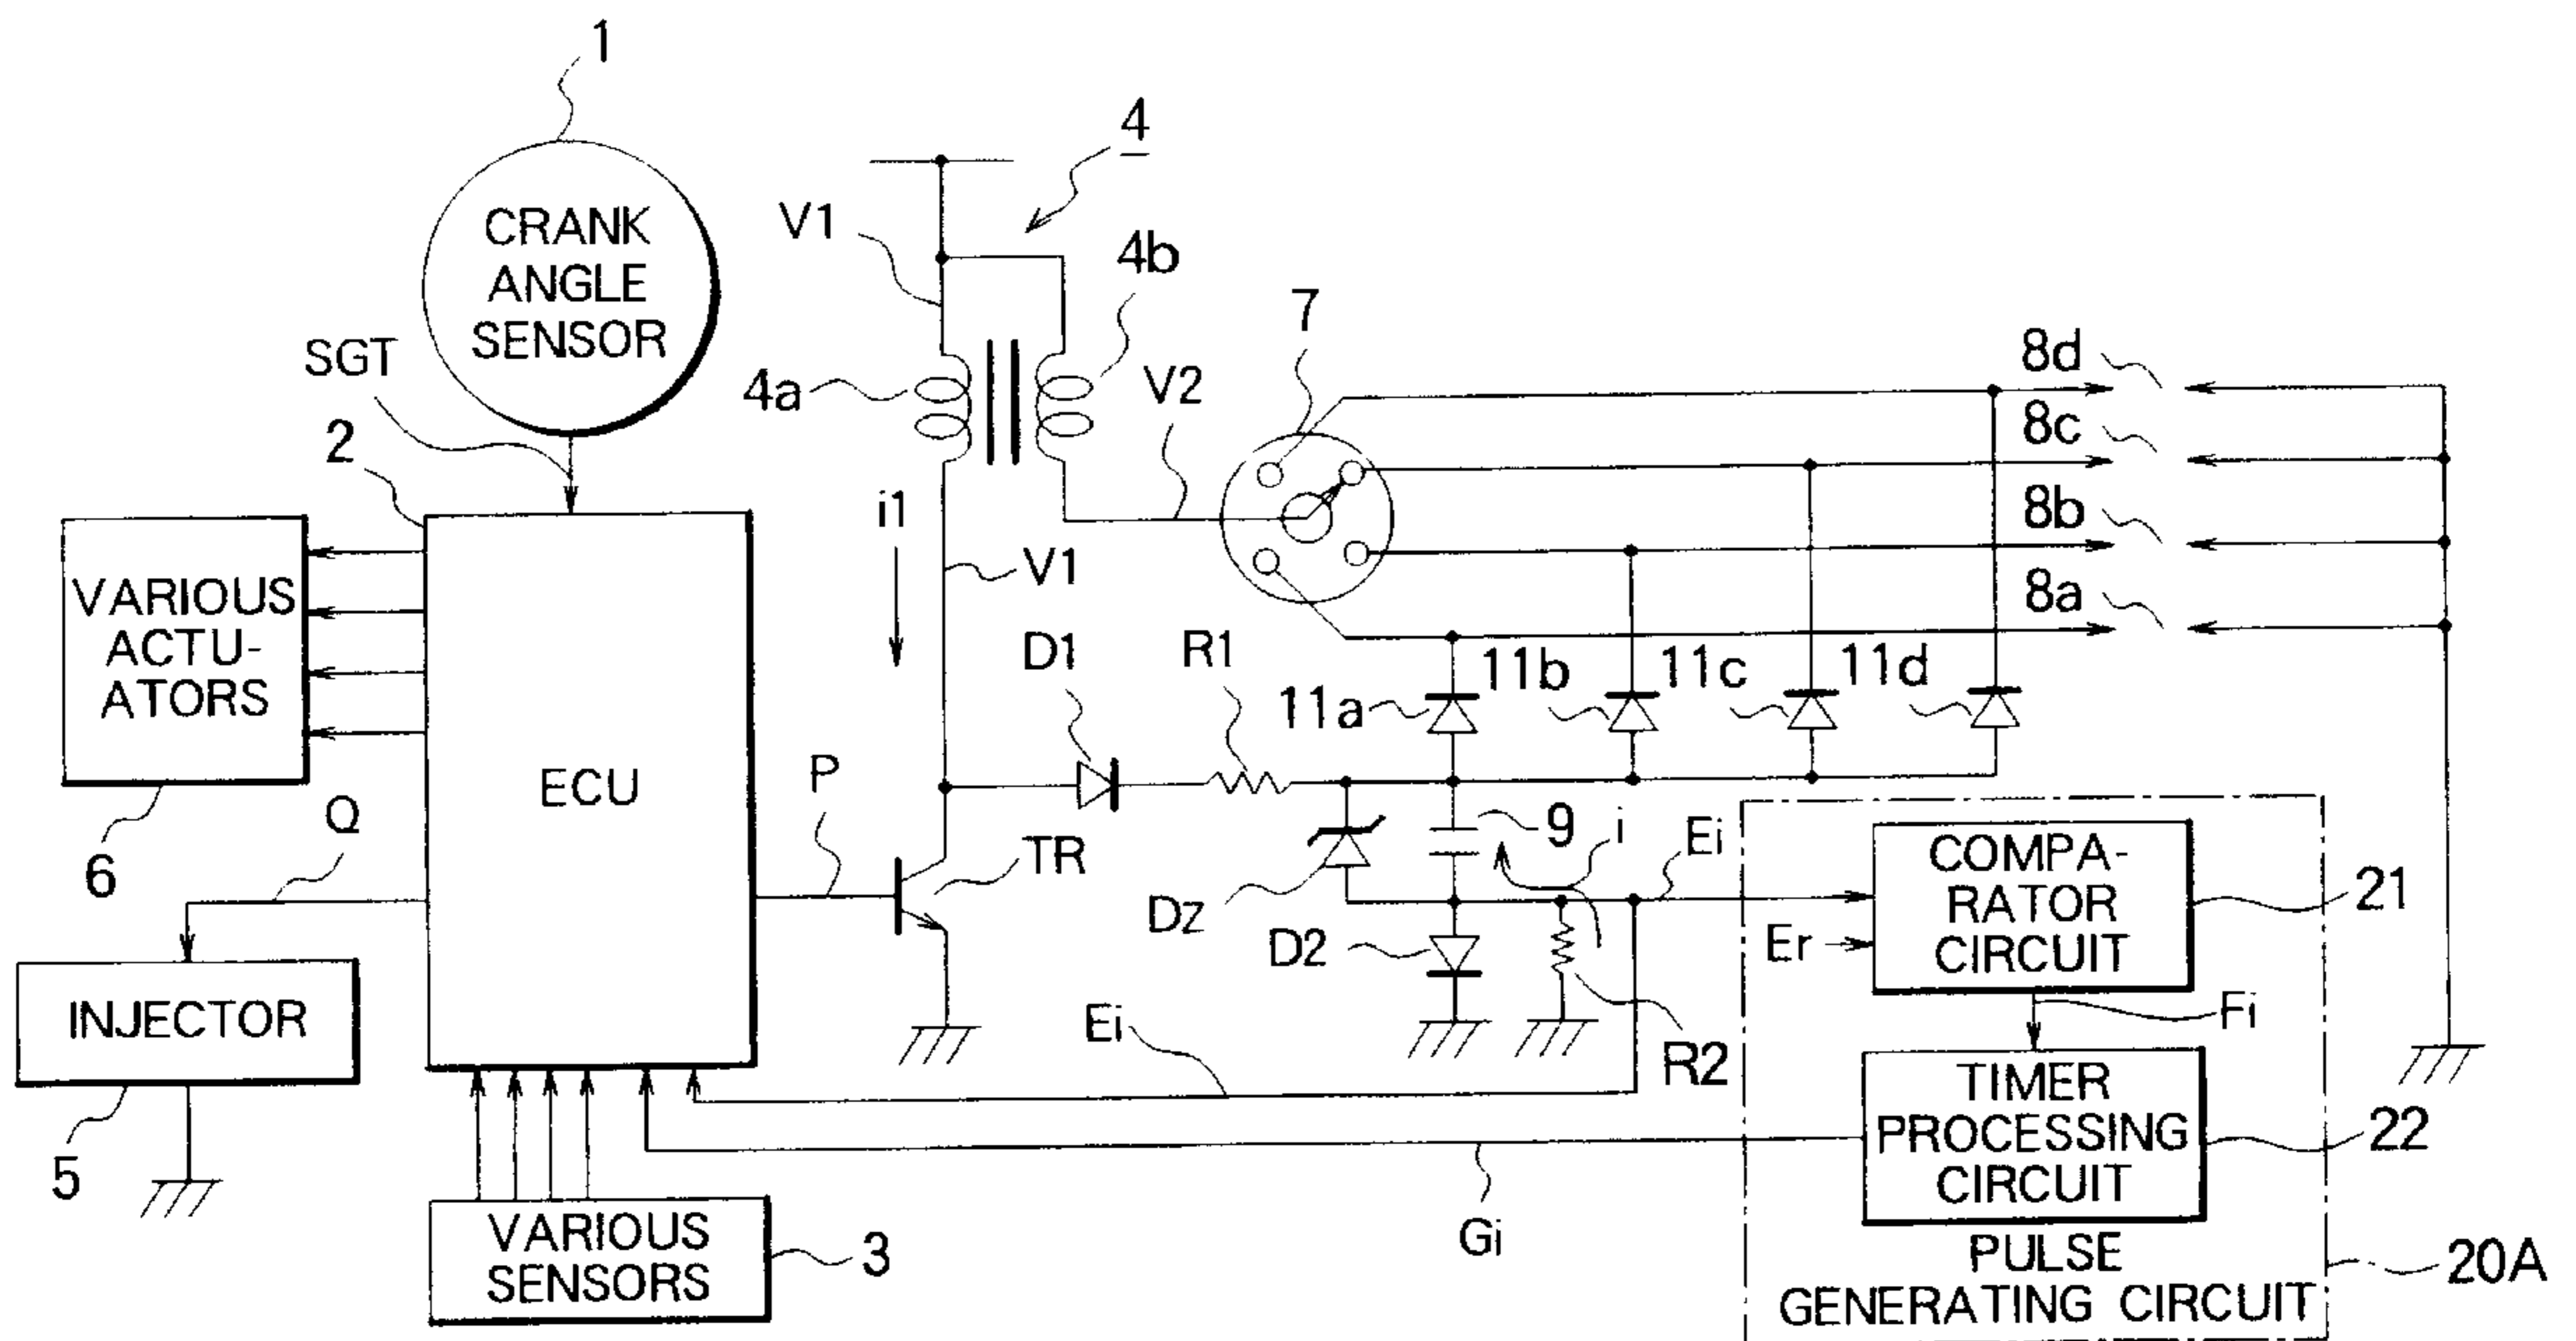 1
CRANK
ANGLE
SENSOR
SGT
2
4
V1
4a
4b
V2
7
8d
8c
8b
8a
i1
V1
VARIOUS
ACTU-
ATORS
6
Q
ECU
P
TR
D1
R1
11a
11b
11c
11d
9
i
Ei
DZ
D2
R2
Er
COMPA-
RATOR
CIRCUIT
21
Fi
TIMER
PROCESSING
CIRCUIT
22
PULSE
GENERATING CIRCUIT
20A
INJECTOR
5
Ei
Gi
VARIOUS
SENSORS
3